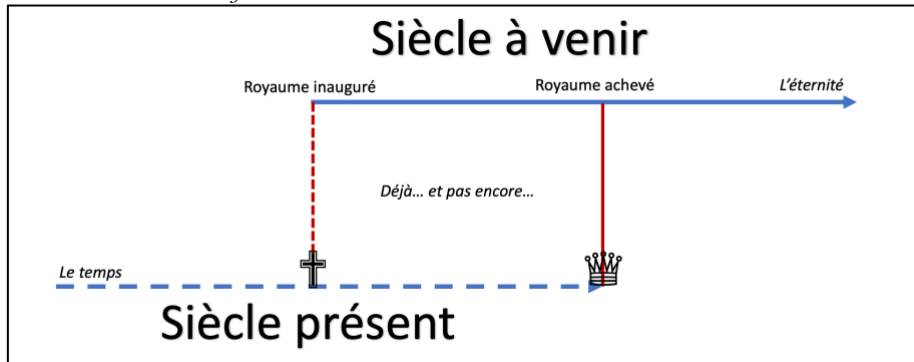 Siècle à venir
Royaume inauguré
Royaume achevé
L'éternité
Déjà... et pas encore...
Le temps
Siècle présent